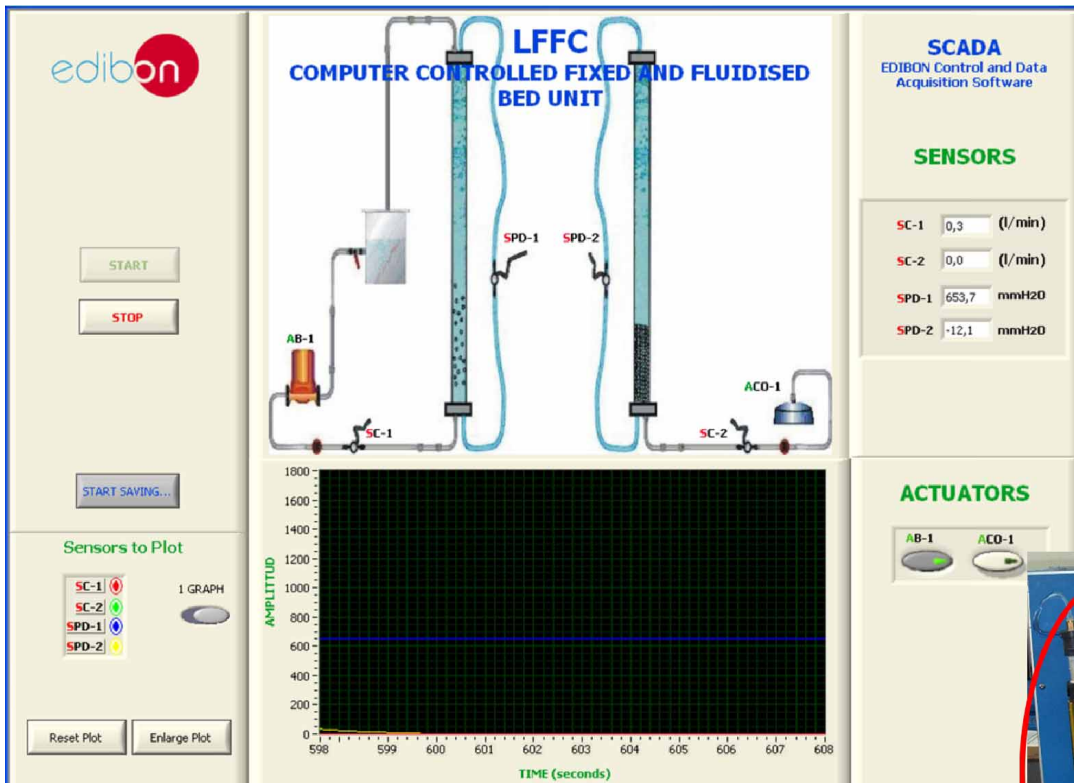 edibon
START
STOP
START SAVING...
Sensors to Plot
SC-1
SC-2
SPD-1
SPD-2
1 GRAPH
Reset Plot
Enlarge Plot
LFFC
COMPUTER CONTROLLED FIXED AND FLUIDISED
BED UNIT
SPD-1
SPD-2
AB-1
ACO-1
SC-1
SC-2
1800
1600
1400
1200
1000
800
600
400
200
0
AMPLITTUD
598
599
600
601
602
603
604
605
606
607
608
TIME (seconds)
SCADA
EDIBON Control and Data
Acquisition Software
SENSORS
SC-1 0,3 (l/min)
SC-2 0,0 (l/min)
SPD-1 653,7 mmH2O
SPD-2 -12,1 mmH2O
ACTUATORS
AB-1
ACO-1